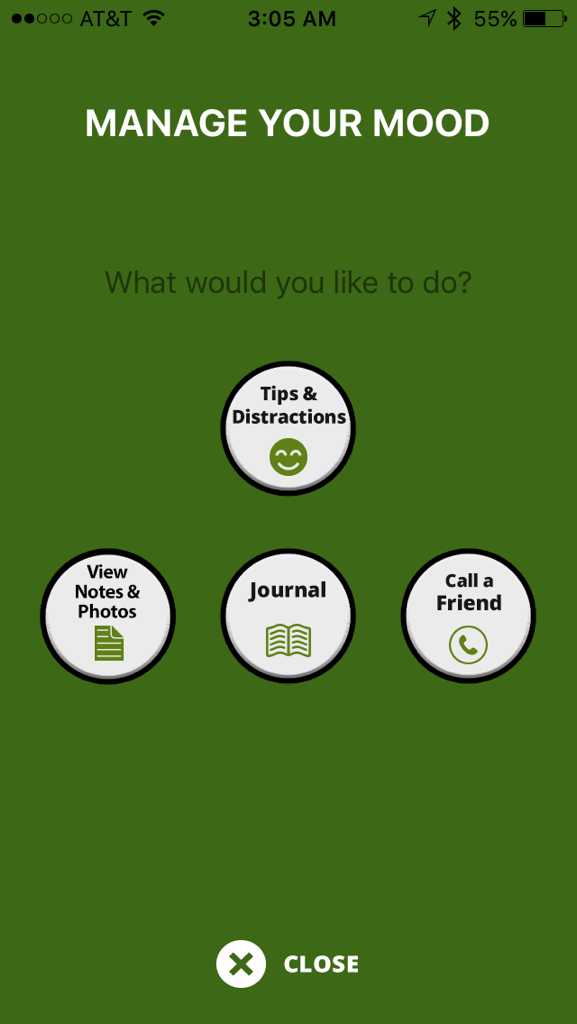 AT&T
3:05 AM
55%
MANAGE YOUR MOOD
What would you like to do?
Tips &
Distractions
View
Notes &
Photos
Journal
Call a
Friend
CLOSE